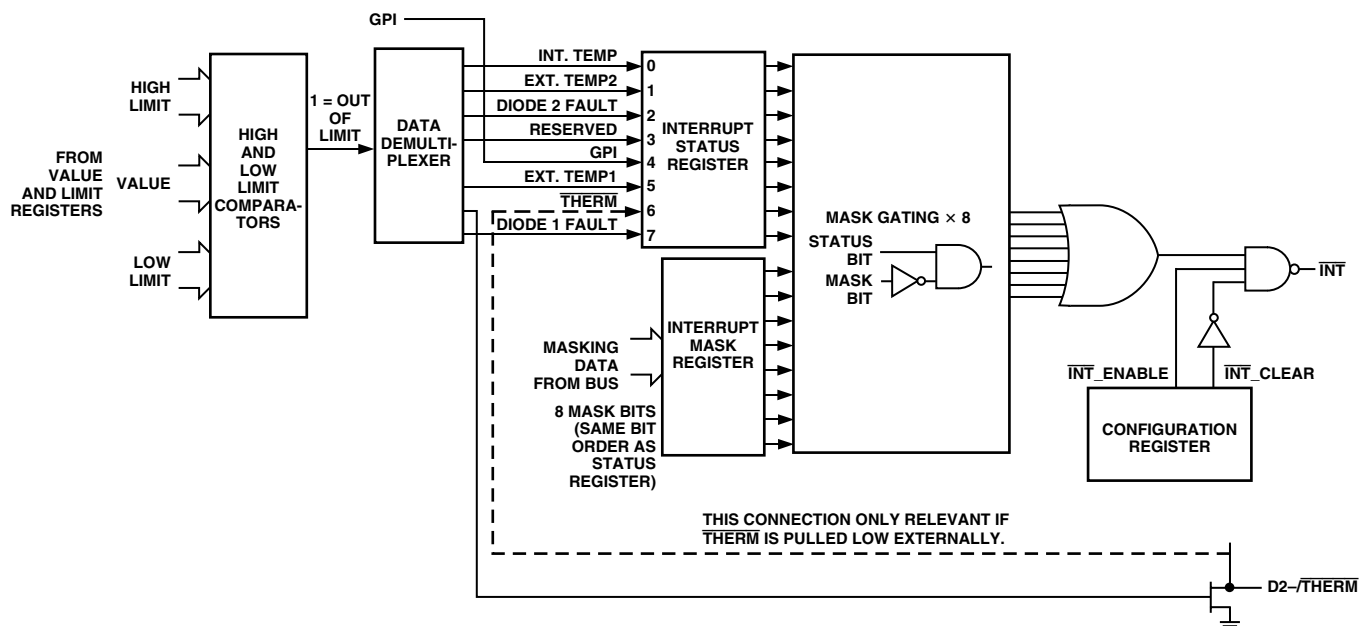 GPI
HIGH
LIMIT
FROM
VALUE
AND LIMIT
REGISTERS
VALUE
LOW
LIMIT
HIGH
AND
LOW
LIMIT
COMPARA-
TORS
1 = OUT
OF
LIMIT
DATA
DEMULTI-
PLEXER
INT. TEMP
EXT. TEMP2
DIODE 2 FAULT
RESERVED
GPI
EXT. TEMP1
THERM
DIODE 1 FAULT
0
1
2
3
4
5
6
7
INTERRUPT
STATUS
REGISTER
MASKING
DATA
FROM BUS
8 MASK BITS
(SAME BIT
ORDER AS
STATUS
REGISTER)
INTERRUPT
MASK
REGISTER
MASK GATING × 8
STATUS
BIT
MASK
BIT
INT
INT_ENABLE
INT_CLEAR
CONFIGURATION
REGISTER
THIS CONNECTION ONLY RELEVANT IF
THERM IS PULLED LOW EXTERNALLY.
D2–/THERM